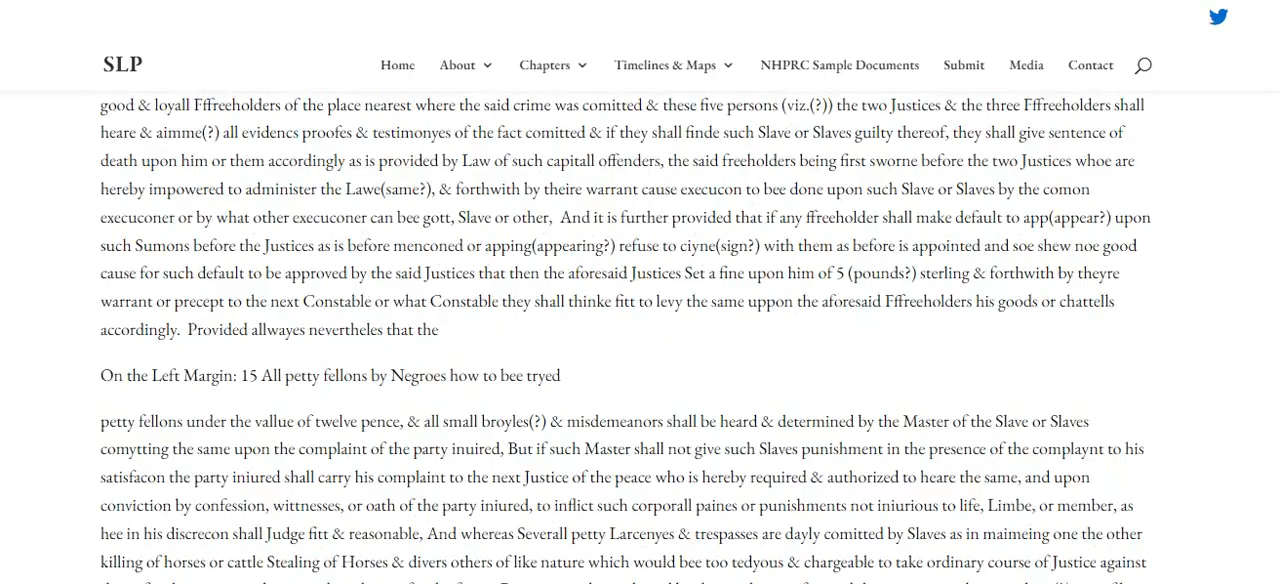 SLP
Home About Chapters Timelines & Maps NHPRC Sample Documents Submit Media Contact
good & loyall Fffreeholders of the place nearest where the said crime was comitted & these five persons (viz.(?)) the two Justices & the three Fffreeholders shall
heare & aimme(?) all evidencs proofes & testimonyes of the fact comitted & if they shall finde such Slave or Slaves guilty thereof, they shall give sentence of
death upon him or them accordingly as is provided by Law of such capitall offenders, the said freeholders being first sworne before the two Justices whoe are
hereby impowered to administer the Lawe(same?), & forthwith by theire warrant cause execucon to bee done upon such Slave or Slaves by the comon
execuconer or by what other execuconer can bee gott, Slave or other, And it is further provided that if any ffreeholder shall make default to app(appear?) upon
such Sumons before the Justices as is before menconed or apping(appearing?) refuse to ciyne(sign?) with them as before is appointed and soe shew noe good
cause for such default to be approved by the said Justices that then the aforesaid Justices Set a fine upon him of 5 (pounds?) sterling & forthwith by theyre
warrant or precept to the next Constable or what Constable they shall thinke fitt to levy the same uppon the aforesaid Fffreeholders his goods or chattells
accordingly. Provided allwayes nevertheles that the
On the Left Margin: 15 All petty fellons by Negroes how to bee tryed
petty fellons under the vallue of twelve pence, & all small broyles(?) & misdemeanors shall be heard & determined by the Master of the Slave or Slaves
comytting the same upon the complaint of the party inuired, But if such Master shall not give such Slaves punishment in the presence of the complaynt to his
satisfacon the party iniured shall carry his complaint to the next Justice of the peace who is hereby required & authorized to heare the same, and upon
conviction by confession, wittnesses, or oath of the party iniured, to inflict such corporall paines or punishments not iniurious to life, Limbe, or member, as
hee in his discrecon shall Judge fitt & reasonable, And whereas Severall petty Larcenyes & trespasses are dayly comitted by Slaves as in maimeing one the other
killing of horses or cattle Stealing of Horses & divers others of like nature which would bee too tedyous & chargeable to take ordinary course of Justice against